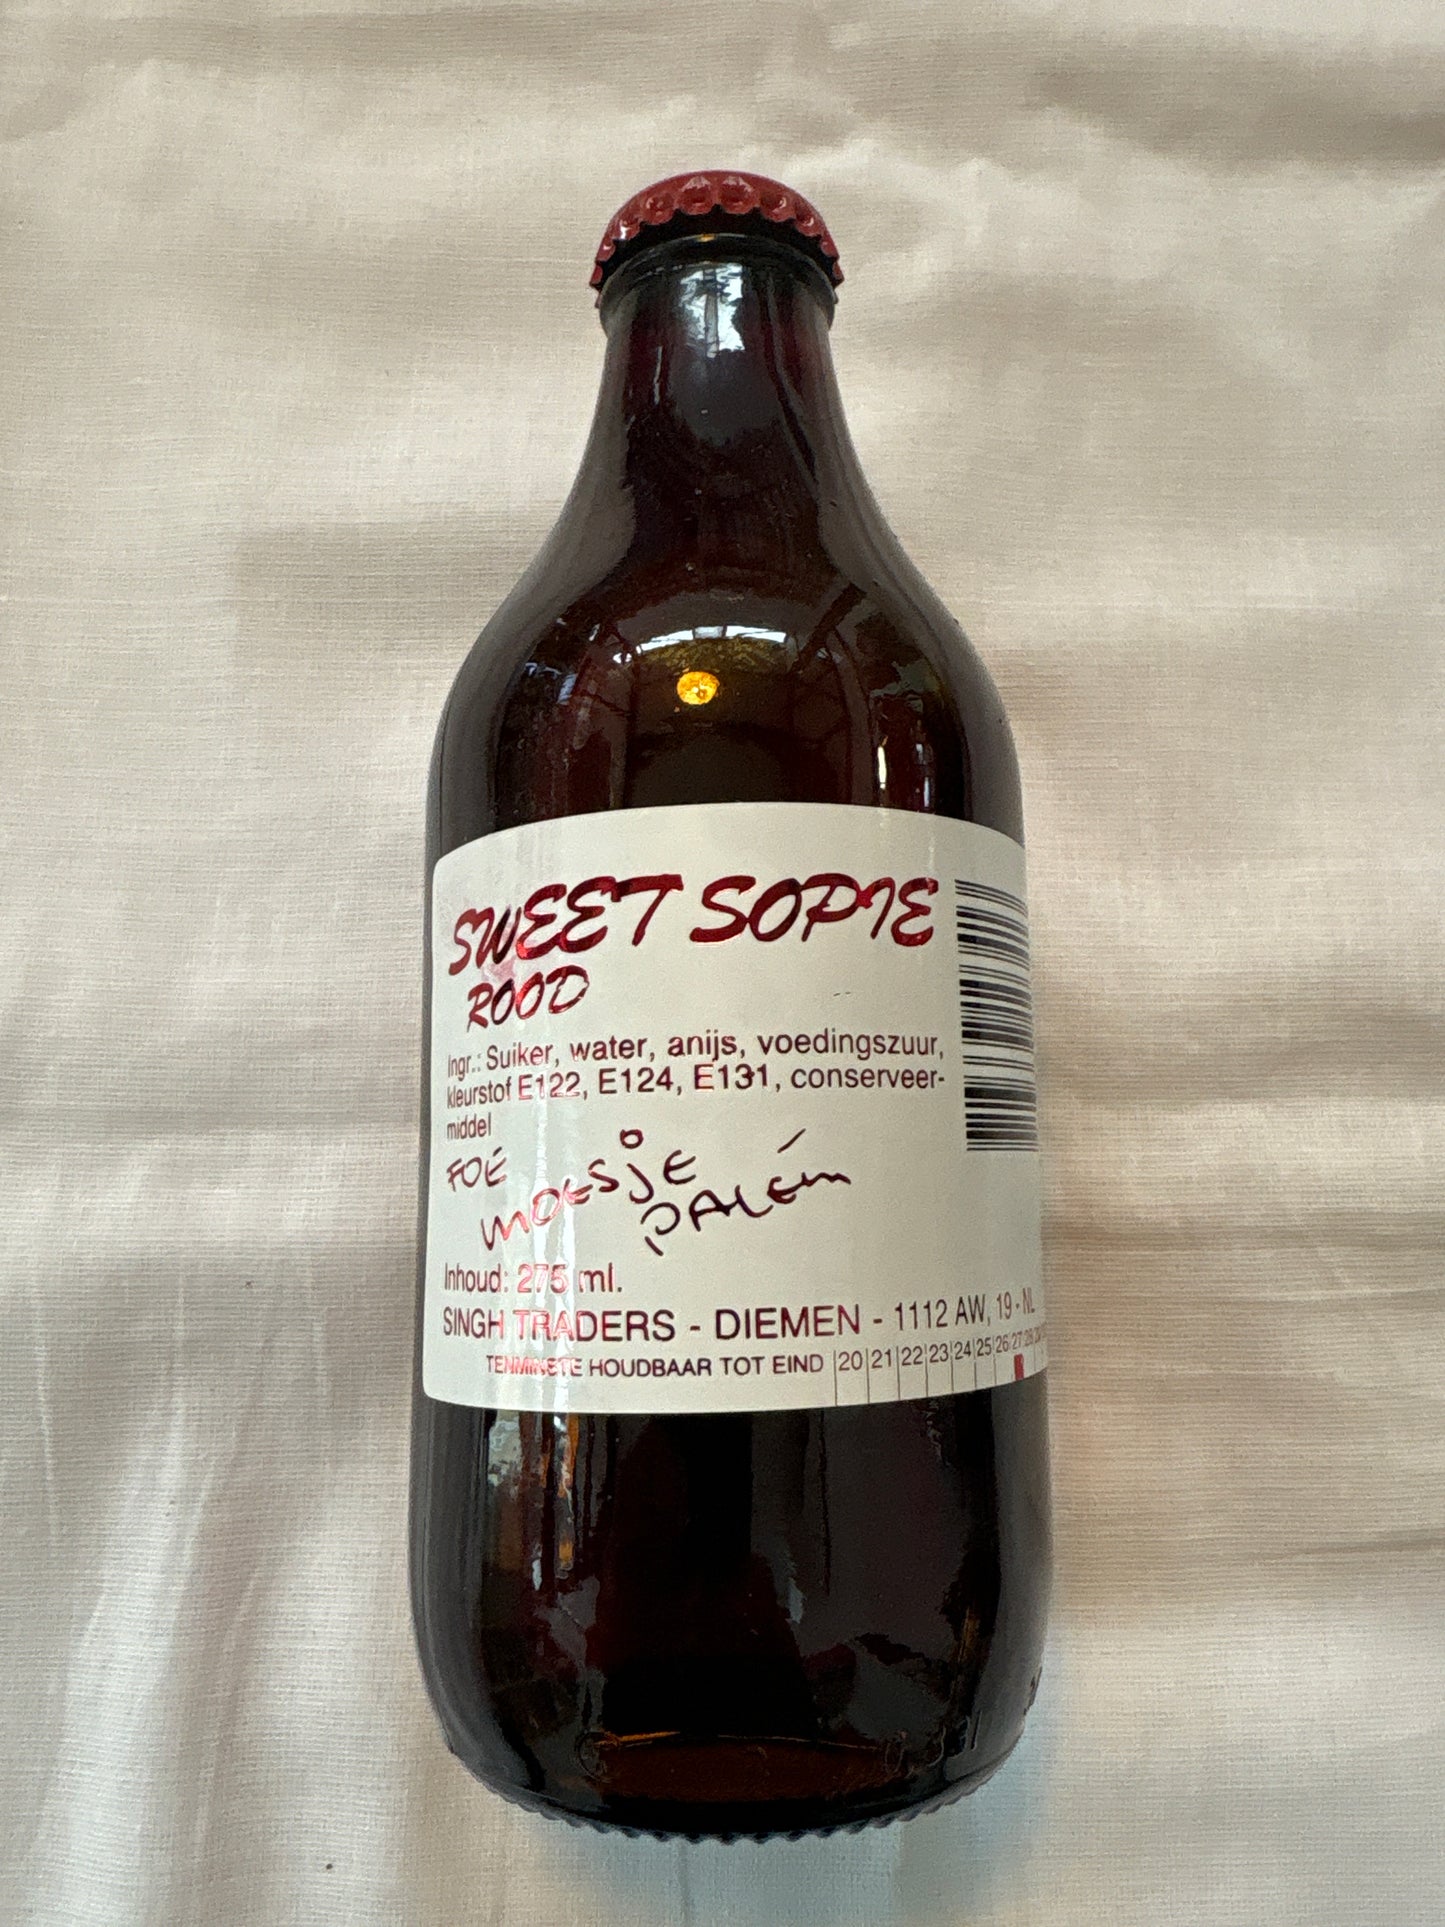 SWEET SOPIE
ROOD
Ingr.: Suiker, water, anijs, voedingszuur,
kleurstof E122, E124, E131, conserveer-
middel
FOE
MOESJE
PALÉM
Inhoud: 275 ml.
SINGH TRADERS - DIEMEN - 1112 AW, 19 - NL
TENMINSTE HOUDBAAR TOT EIND 20 21 22 23 24 25 26 27 28